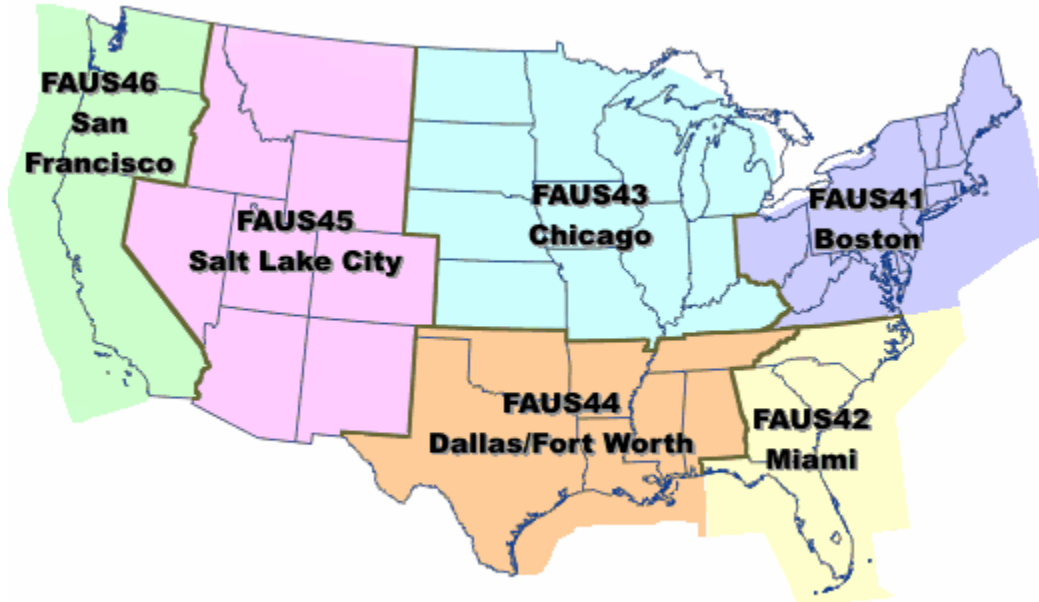 FAUS46
San
Francisco
FAUS45
Salt Lake City
FAUS43
Chicago
FAUS41
Boston
FAUS44
Dallas/Fort Worth
FAUS42
Miami